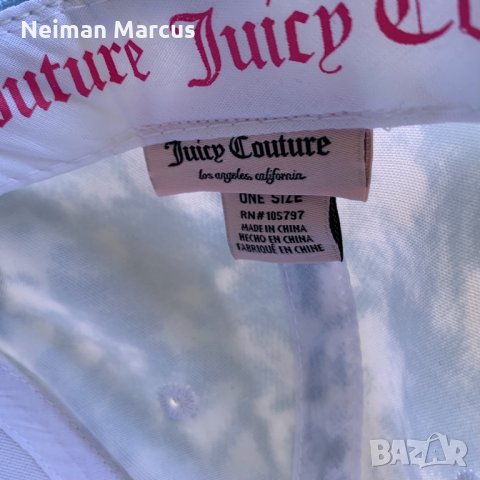 Neiman Marcus
Couture Juicy Co
Juicy Couture
los angeles, california
ONE SIZE
RN# 105797
MADE IN CHINA
HECHO EN CHINA
FABRIQUÉ EN CHINE
BAZAR